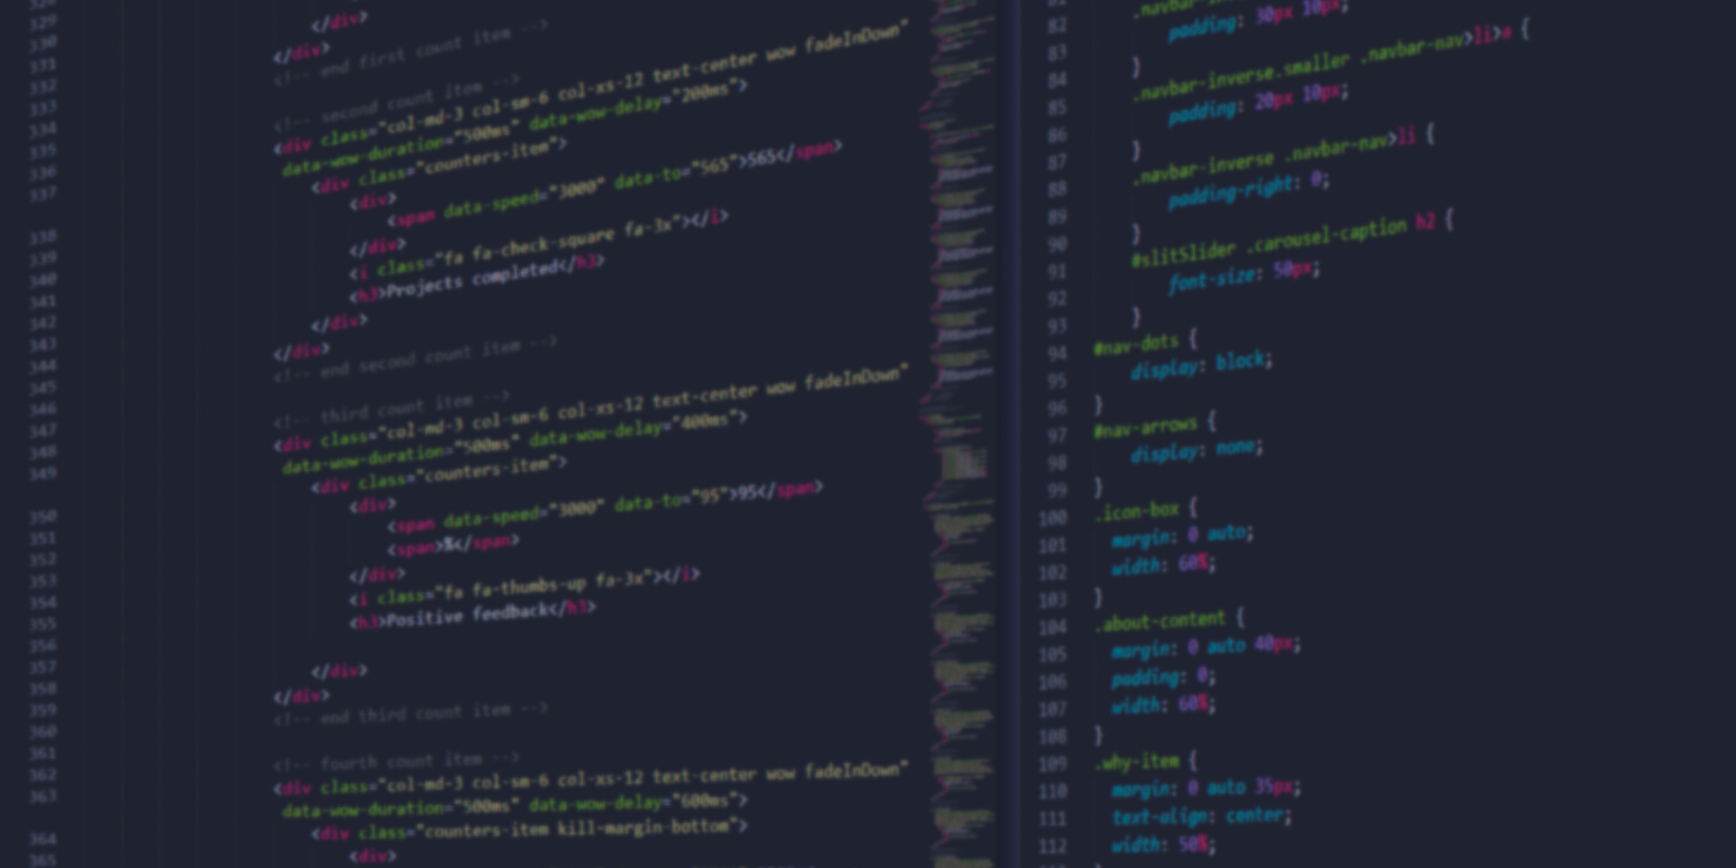 328
329
330
331
332
333
334
335
336
337
338
339
340
341
342
343
344
345
346
347
348
349
350
351
352
353
354
355
356
357
358
359
360
361
362
363
364
365
</div>
</div>
<!-- end first count item -->
<!-- second count item -->
<div class="col-md-3 col-sm-6 col-xs-12 text-center wow fadeInDown"
data-wow-duration="500ms" data-wow-delay="200ms">
<div class="counters-item">
<div>
<span data-speed="3000" data-to="565">565</span>
</div>
<i class="fa fa-check-square fa-3x"></i>
<h3>Projects completed</h3>
</div>
</div>
<!-- end second count item -->
<!-- third count item -->
<div class="col-md-3 col-sm-6 col-xs-12 text-center wow fadeInDown"
data-wow-duration="500ms" data-wow-delay="400ms">
<div class="counters-item">
<div>
<span data-speed="3000" data-to="95">95</span>
<span>%</span>
</div>
<i class="fa fa-thumbs-up fa-3x"></i>
<h3>Positive feedback</h3>
</div>
</div>
<!-- end third count item -->
<!-- fourth count item -->
<div class="col-md-3 col-sm-6 col-xs-12 text-center wow fadeInDown"
data-wow-duration="500ms" data-wow-delay="600ms">
<div class="counters-item kill-margin-bottom">
<div>
82 padding: 30px 10px;
83 }
84 .navbar-inverse.smaller .navbar-nav>li>a {
85 padding: 20px 10px;
86 }
87 .navbar-inverse .navbar-nav>li {
88 padding-right: 0;
89 }
90 #slitSlider .carousel-caption h2 {
91 font-size: 50px;
92 }
93 #nav-dots {
94 display: block;
95 }
96 #nav-arrows {
97 display: none;
98 }
99 .icon-box {
100 margin: 0 auto;
101 width: 60%;
102 }
103 .about-content {
104 margin: 0 auto 40px;
105 padding: 0;
106 width: 60%;
107 }
108 .why-item {
109 margin: 0 auto 35px;
110 text-align: center;
111 width: 50%;
112